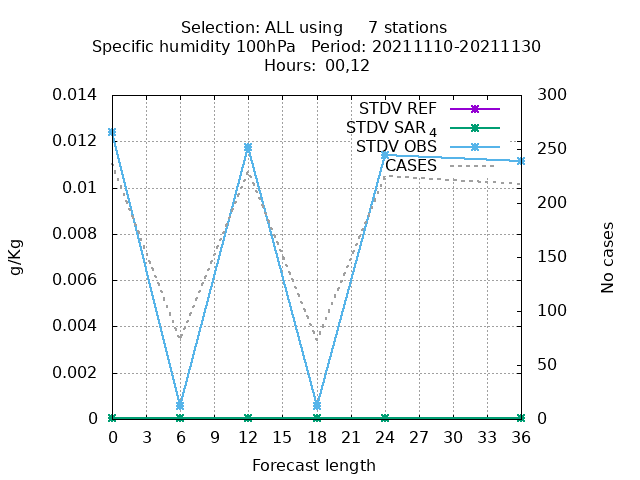 Selection: ALL using 7 stations
Specific humidity 100hPa Period: 20211110-20211130
Hours: 00,12
STDV REF
STDV SAR4
STDV OBS
CASES
g/Kg
0.014
0.012
0.01
0.008
0.006
0.004
0.002
0
No cases
300
250
200
150
100
50
0
0 3 6 9 12 15 18 21 24 27 30 33 36
Forecast length